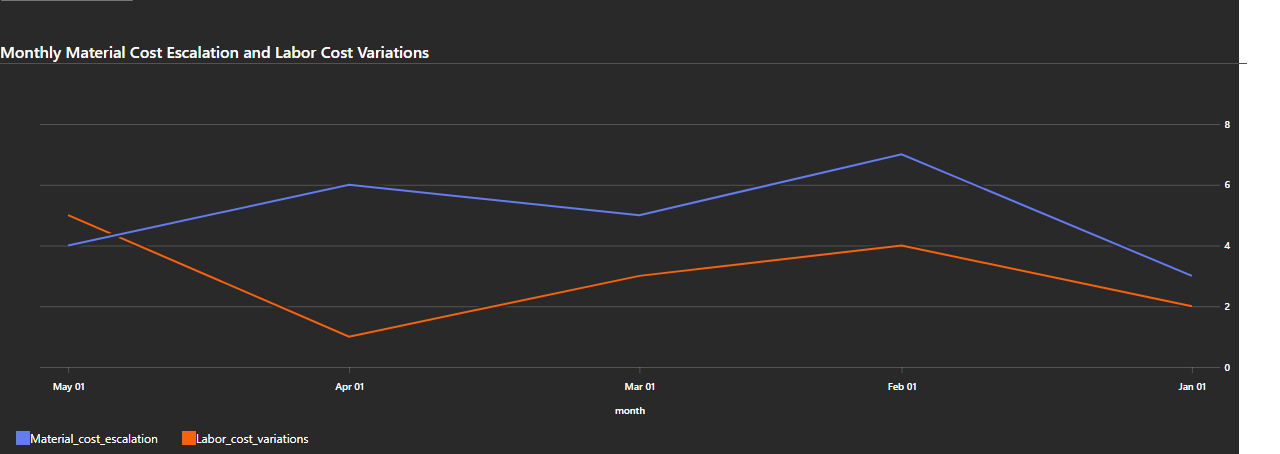 Monthly Material Cost Escalation and Labor Cost Variations
8
6
4
2
0
May 01 Apr 01 Mar 01 Feb 01 Jan 01
month
Material_cost_escalation Labor_cost_variations